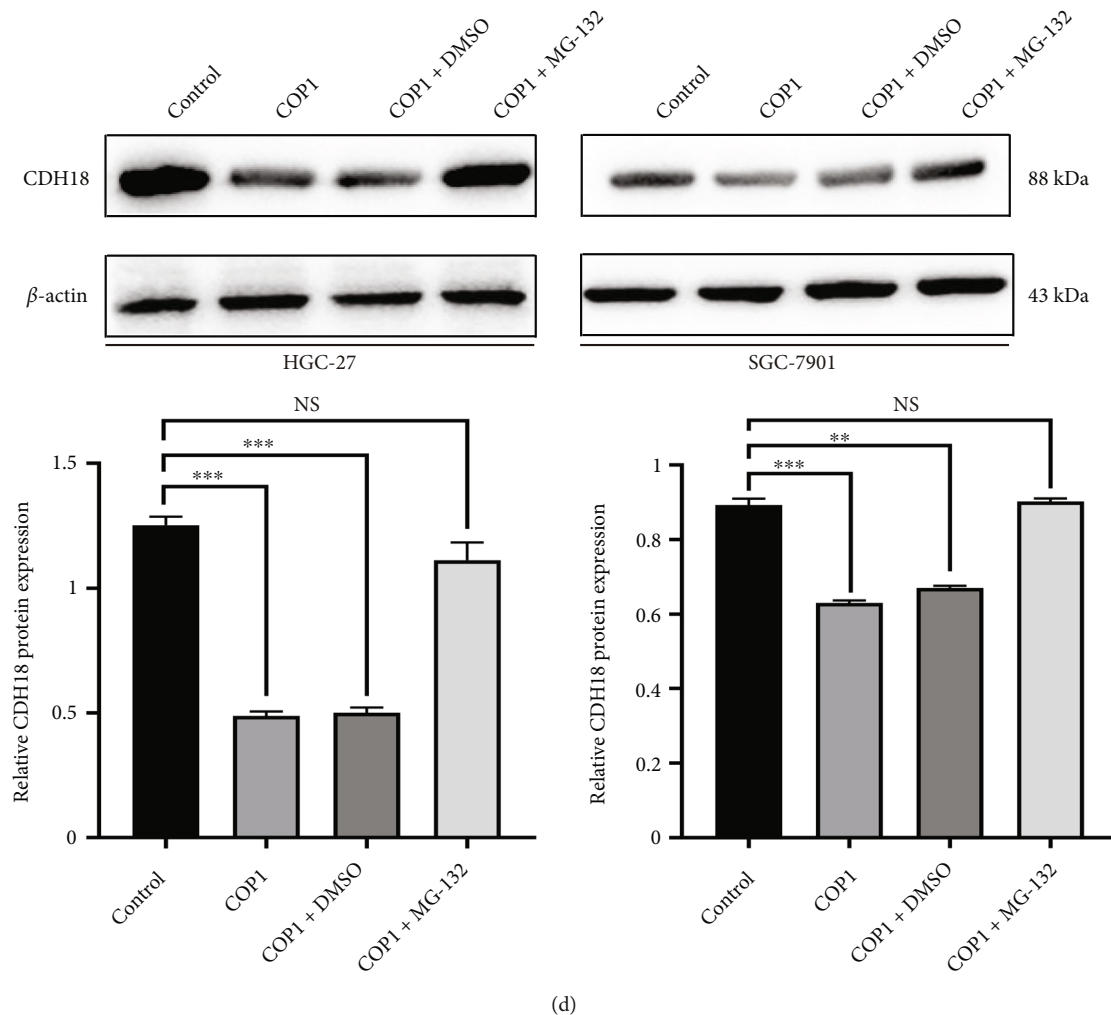 Control
COP1
COP1 + DMSO
COP1 + MG-132
Control
COP1
COP1 + DMSO
COP1 + MG-132
CDH18
88 kDa
β-actin
43 kDa
HGC-27
SGC-7901
NS
***
***
1.5
1
0.5
0
Relative CDH18 protein expression
Control
COP1
COP1 + DMSO
COP1 + MG-132
NS
**
***
1
0.8
0.6
0.4
0.2
0
Relative CDH18 protein expression
Control
COP1
COP1 + DMSO
COP1 + MG-132
(d)